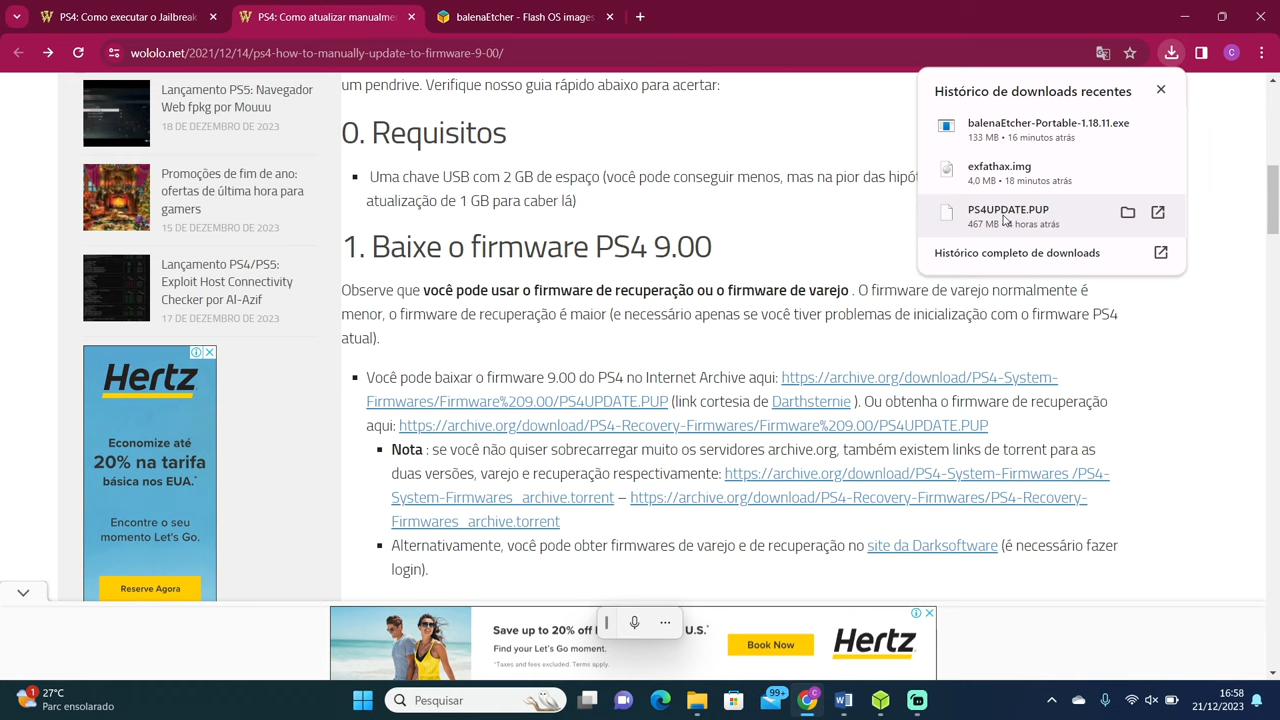 PS4: Como executar o Jailbreak
PS4: Como atualizar manualmen
balenaEtcher - Flash OS images
wololo.net/2021/12/14/ps4-how-to-manually-update-to-firmware-9-00/
C
Lançamento PS5: Navegador
Web fpkg por Mouuu
18 DE DEZEMBRO DE 2023
Promoções de fim de ano:
ofertas de última hora para
gamers
15 DE DEZEMBRO DE 2023
Lançamento PS4/PS5:
Exploit Host Connectivity
Checker por Al-Azif
17 DE DEZEMBRO DE 2023
Hertz
Economize até
20% na tarifa
básica nos EUA.*
Encontre o seu
momento Let's Go.
Reserve Agora
um pendrive. Verifique nosso guia rápido abaixo para acertar:
0. Requisitos
Uma chave USB com 2 GB de espaço (você pode conseguir menos, mas na pior das hipót
atualização de 1 GB para caber lá)
1. Baixe o firmware PS4 9.00
Observe que você pode usar o firmware de recuperação ou o firmware de varejo . O firmware de varejo normalmente é
menor, o firmware de recuperação é maior (e necessário apenas se você tiver problemas de inicialização com o firmware PS4
atual).
Você pode baixar o firmware 9.00 do PS4 no Internet Archive aqui: https://archive.org/download/PS4-System-
Firmwares/Firmware%209.00/PS4UPDATE.PUP (link cortesia de Darthsternie ). Ou obtenha o firmware de recuperação
aqui: https://archive.org/download/PS4-Recovery-Firmwares/Firmware%209.00/PS4UPDATE.PUP
Nota : se você não quiser sobrecarregar muito os servidores archive.org, também existem links de torrent para as
duas versões, varejo e recuperação respectivamente: https://archive.org/download/PS4-System-Firmwares /PS4-
System-Firmwares_archive.torrent – https://archive.org/download/PS4-Recovery-Firmwares/PS4-Recovery-
Firmwares_archive.torrent
Alternativamente, você pode obter firmwares de varejo e de recuperação no site da Darksoftware (é necessário fazer
login).
Histórico de downloads recentes
balenaEtcher-Portable-1.18.11.exe
133 MB • 16 minutos atrás
exfathax.img
4,0 MB • 18 minutos atrás
PS4UPDATE.PUP
467 MB • horas atrás
Histórico completo de downloads
Save up to 20% off U.S.*
Find your Let's Go moment.
*Taxes and fees excluded. Terms apply.
Book Now
Hertz
1
27°C
Parc ensolarado
Pesquisar
99+
C
16:58
21/12/2023